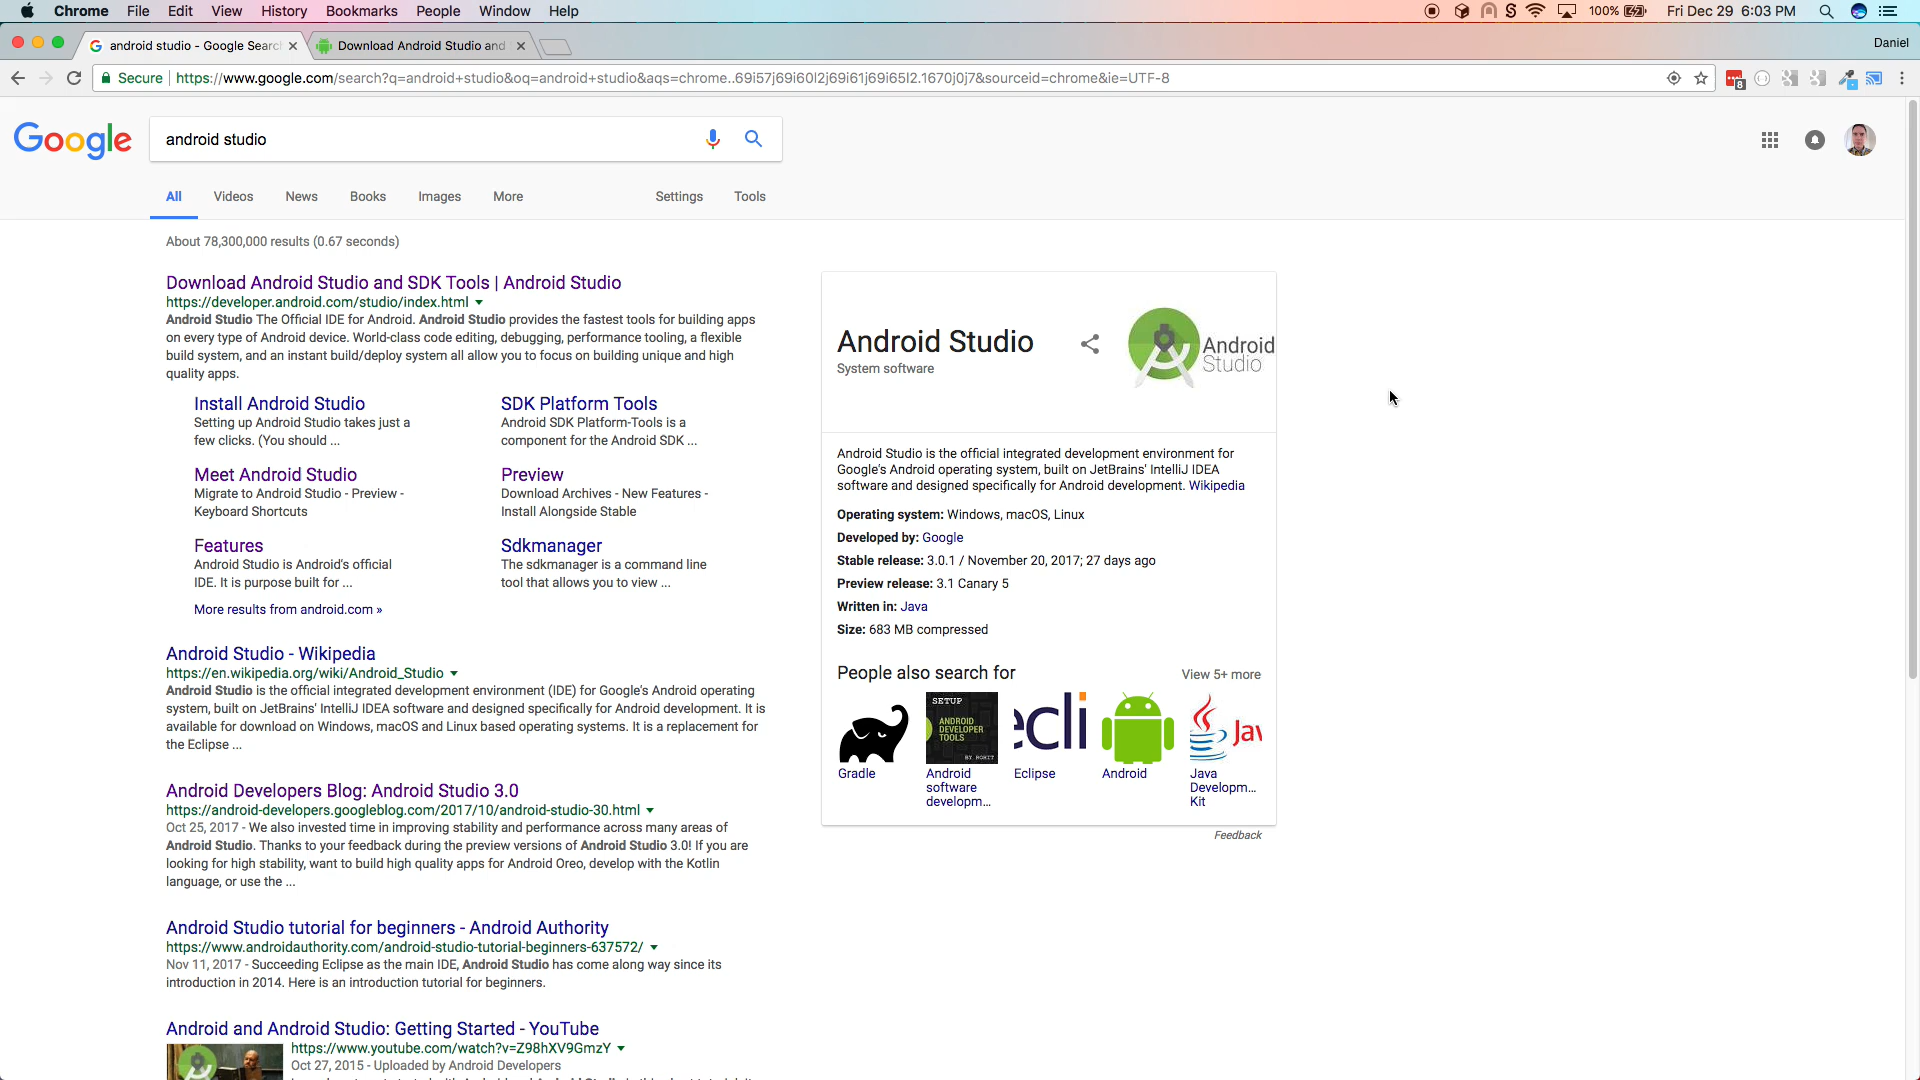 Chrome File Edit View History Bookmarks People Window Help 100% Fri Dec 29 6:03 PM
android studio - Google Searc Download Android Studio and Daniel
Secure https://www.google.com/search?q=android+studio&oq=android+studio&aqs=chrome..69i57j69i60l2j69i61j69i65l2.1670j0j7&sourceid=chrome&ie=UTF-8 8
Google android studio
All Videos News Books Images More Settings Tools
About 78,300,000 results (0.67 seconds)
Download Android Studio and SDK Tools | Android Studio
https://developer.android.com/studio/index.html
Android Studio The Official IDE for Android. Android Studio provides the fastest tools for building apps
on every type of Android device. World-class code editing, debugging, performance tooling, a flexible
build system, and an instant build/deploy system all allow you to focus on building unique and high
quality apps.
Install Android Studio
Setting up Android Studio takes just a
few clicks. (You should ...
SDK Platform Tools
Android SDK Platform-Tools is a
component for the Android SDK ...
Meet Android Studio
Migrate to Android Studio - Preview -
Keyboard Shortcuts
Preview
Download Archives - New Features -
Install Alongside Stable
Features
Android Studio is Android's official
IDE. It is purpose built for ...
Sdkmanager
The sdkmanager is a command line
tool that allows you to view ...
More results from android.com »
Android Studio - Wikipedia
https://en.wikipedia.org/wiki/Android_Studio
Android Studio is the official integrated development environment (IDE) for Google's Android operating
system, built on JetBrains' IntelliJ IDEA software and designed specifically for Android development. It is
available for download on Windows, macOS and Linux based operating systems. It is a replacement for
the Eclipse ...
Android Developers Blog: Android Studio 3.0
https://android-developers.googleblog.com/2017/10/android-studio-30.html
Oct 25, 2017 - We also invested time in improving stability and performance across many areas of
Android Studio. Thanks to your feedback during the preview versions of Android Studio 3.0! If you are
looking for high stability, want to build high quality apps for Android Oreo, develop with the Kotlin
language, or use the ...
Android Studio tutorial for beginners - Android Authority
https://www.androidauthority.com/android-studio-tutorial-beginners-637572/
Nov 11, 2017 - Succeeding Eclipse as the main IDE, Android Studio has come along way since its
introduction in 2014. Here is an introduction tutorial for beginners.
Android and Android Studio: Getting Started - YouTube
https://www.youtube.com/watch?v=Z98hXV9GmzY
Oct 27, 2015 - Uploaded by Android Developers
Android Studio
System software
Android
Studio
Android Studio is the official integrated development environment for
Google's Android operating system, built on JetBrains' IntelliJ IDEA
software and designed specifically for Android development. Wikipedia
Operating system: Windows, macOS, Linux
Developed by: Google
Stable release: 3.0.1 / November 20, 2017; 27 days ago
Preview release: 3.1 Canary 5
Written in: Java
Size: 683 MB compressed
People also search for View 5+ more
SETUP
ANDROID
DEVELOPER
TOOLS
BY ROHIT
ecli
Jav
Gradle
Android
software
developm...
Eclipse
Android
Java
Developm...
Kit
Feedback